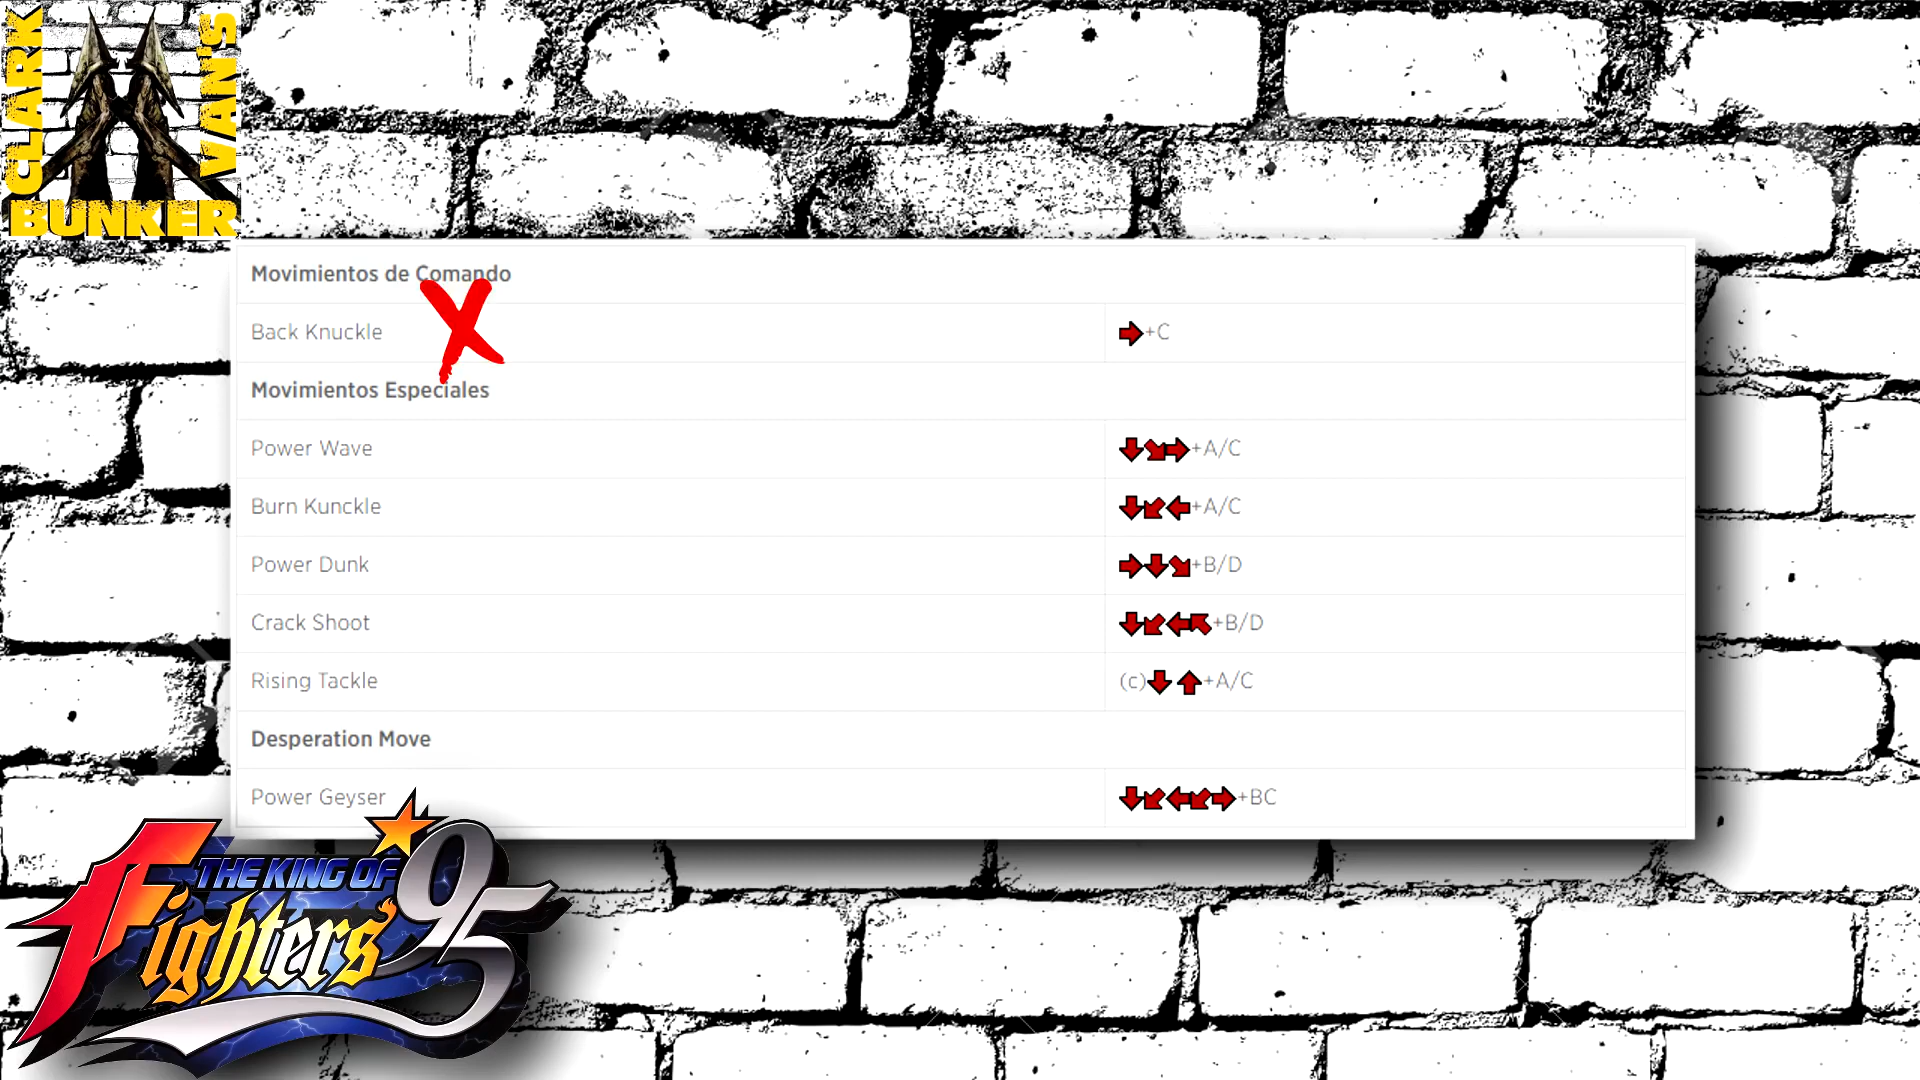 CLARK
VAN'S
BUNKER
Movimientos de Comando
Back Knuckle ➡+C
Movimientos Especiales
Power Wave ⬇↘➡+A/C
Burn Kunckle ⬇↙⬅+A/C
Power Dunk ➡⬇↘+B/D
Crack Shoot ⬇↙⬅↖+B/D
Rising Tackle (c)⬇ ⬆+A/C
Desperation Move
Power Geyser ⬇↙⬅↙➡+BC
THE KING OF
Fighters '95